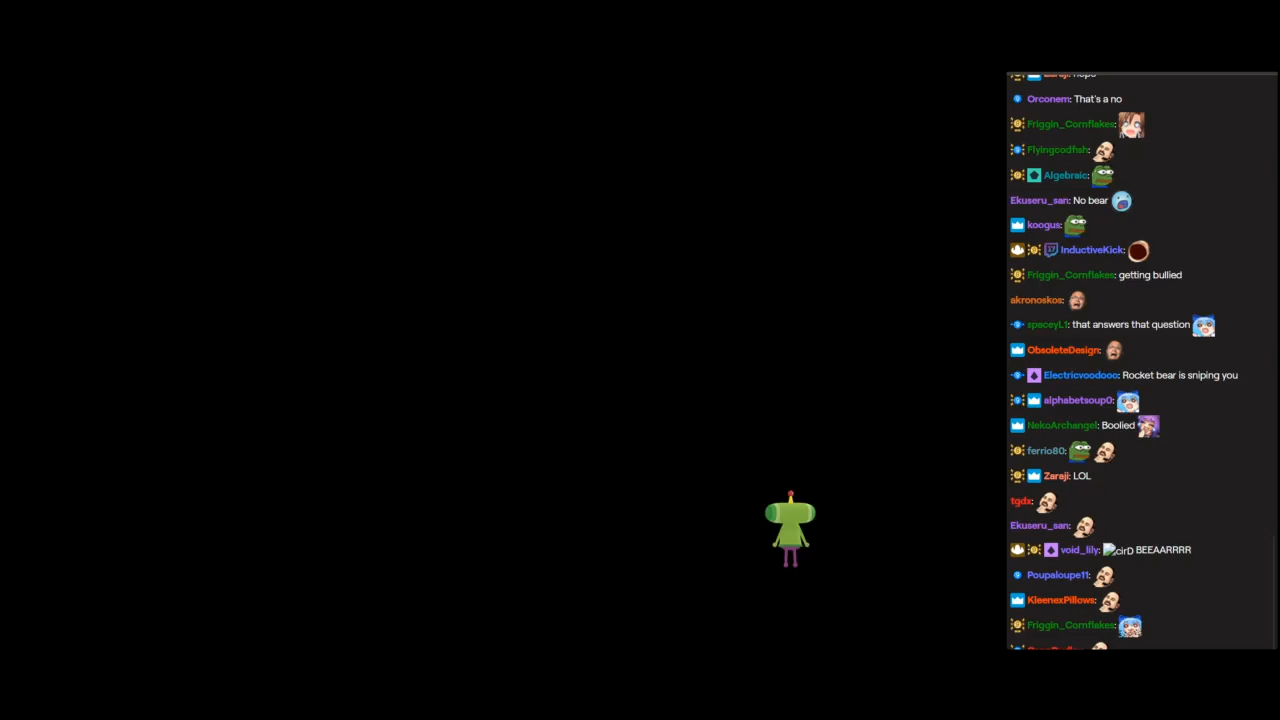 Orconem: That's a no
Friggin_Cornflakes:
Flyingcodfish:
Algebraic:
Ekuseru_san: No bear
koogus:
InductiveKick:
Friggin_Cornflakes: getting bullied
akronoskos:
spaceyL1: that answers that question
ObsoleteDesign:
Electricvoodooo: Rocket bear is sniping you
alphabetsoup0:
NekoArchangel: Boolied
ferrio80:
Zaraji: LOL
tgdx:
Ekuseru_san:
void_lily: cirD BEEAARRRR
Poupaloupe11:
KleenexPillows:
Friggin_Cornflakes: